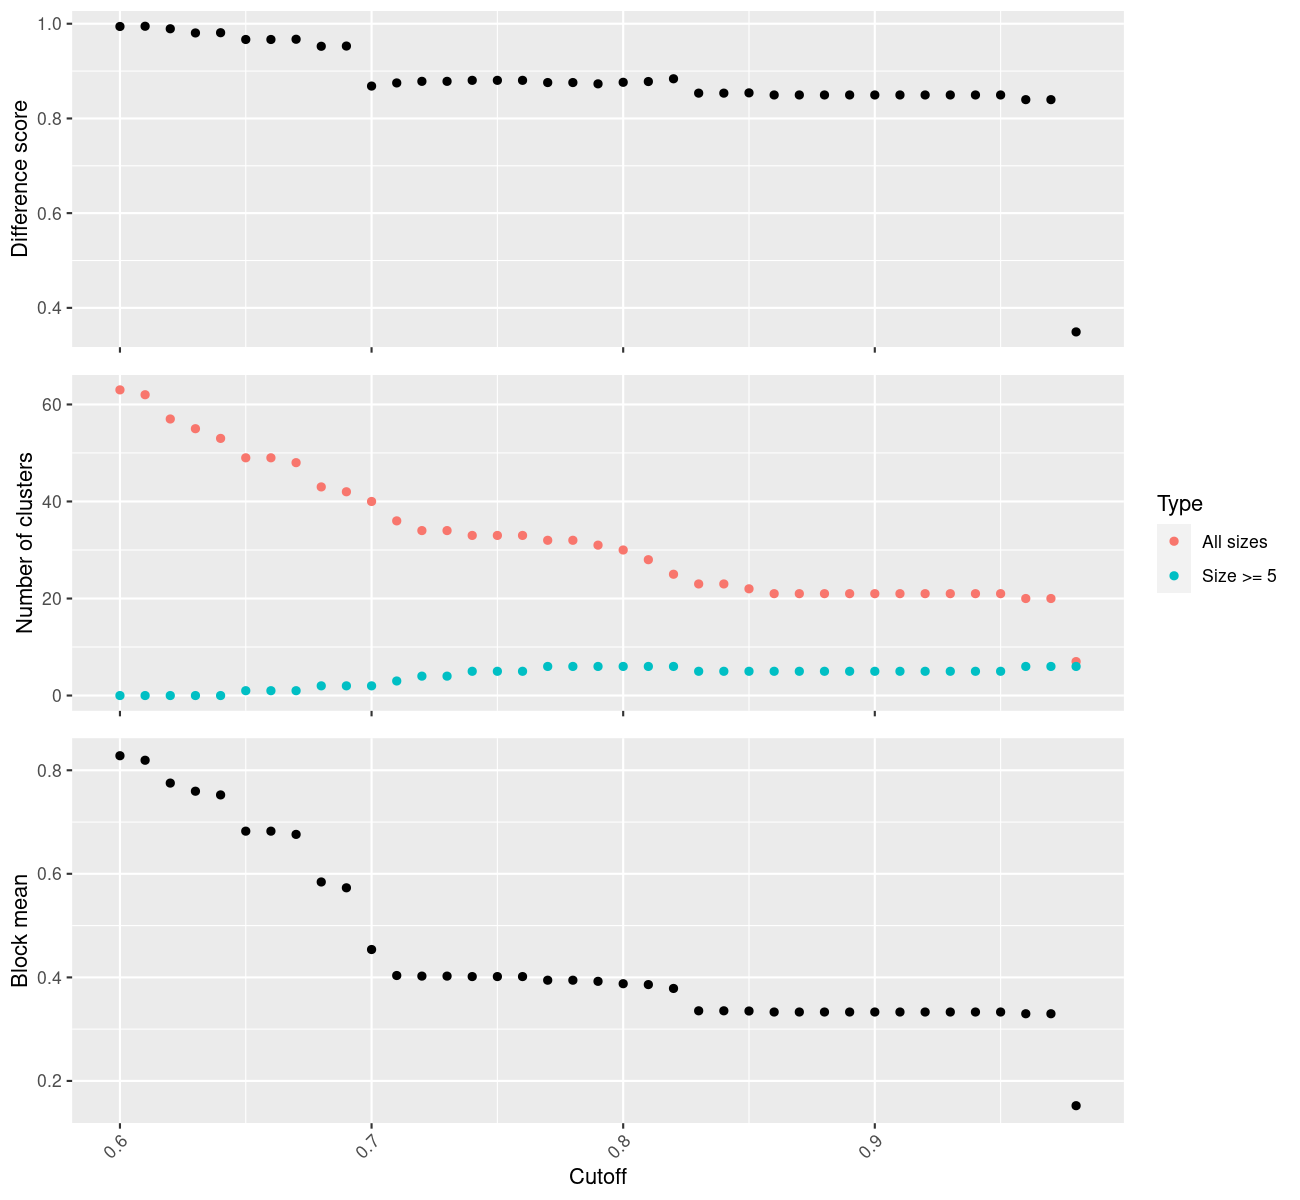 1.0
0.8
0.6
0.4
Difference score
60
40
20
0
Number of clusters
Type
All sizes
Size >= 5
0.8
0.6
0.4
0.2
Block mean
0.6
0.7
0.8
0.9
Cutoff